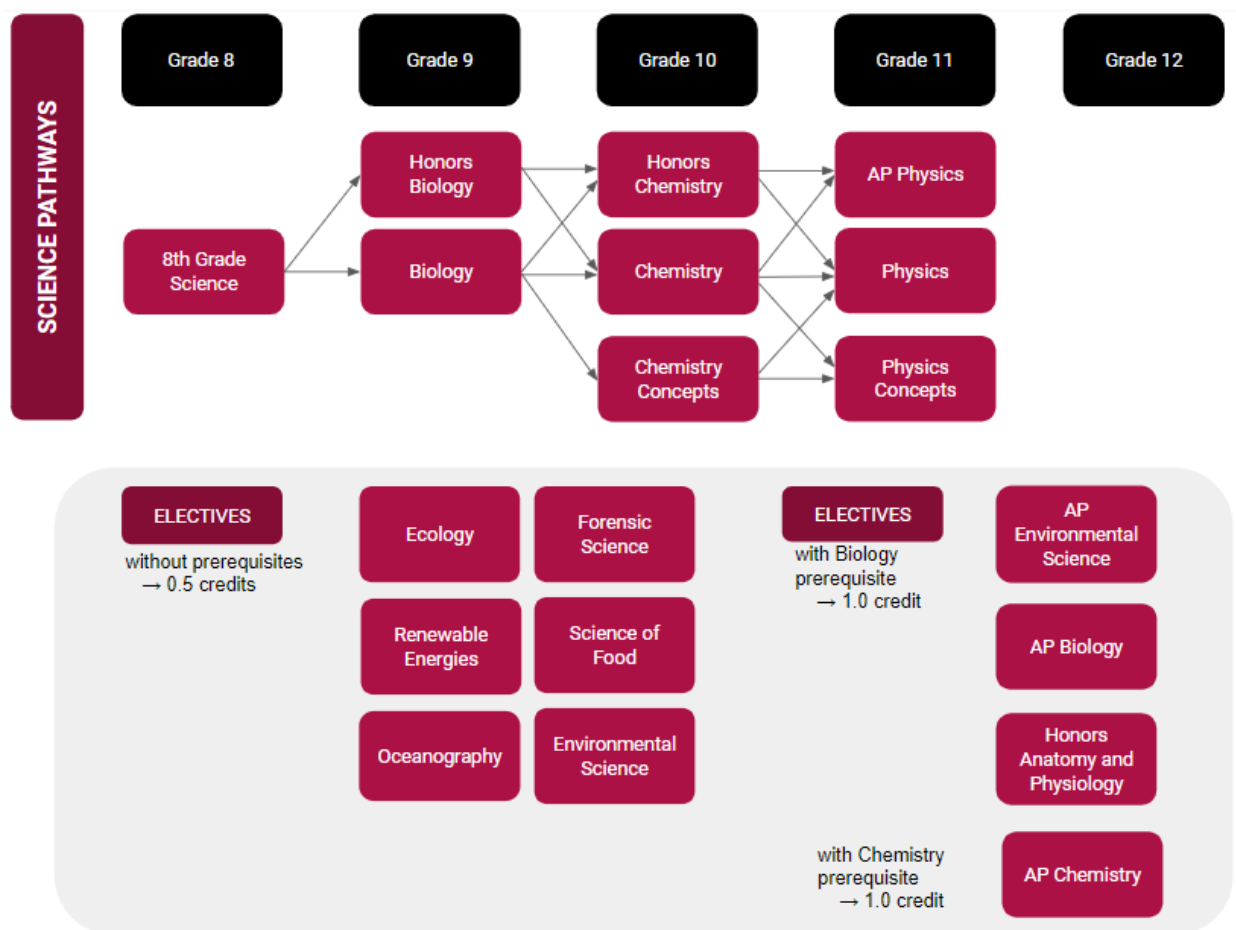 SCIENCE PATHWAYS
Grade 8
Grade 9
Grade 10
Grade 11
Grade 12
Honors
Biology
Honors
Chemistry
AP Physics
8th Grade
Science
Biology
Chemistry
Physics
Chemistry
Concepts
Physics
Concepts
ELECTIVES
without prerequisites
→ 0.5 credits
Ecology
Forensic
Science
Renewable
Energies
Science of
Food
Oceanography
Environmental
Science
ELECTIVES
with Biology
prerequisite
→ 1.0 credit
AP
Environmental
Science
AP Biology
Honors
Anatomy and
Physiology
with Chemistry
prerequisite
→ 1.0 credit
AP Chemistry